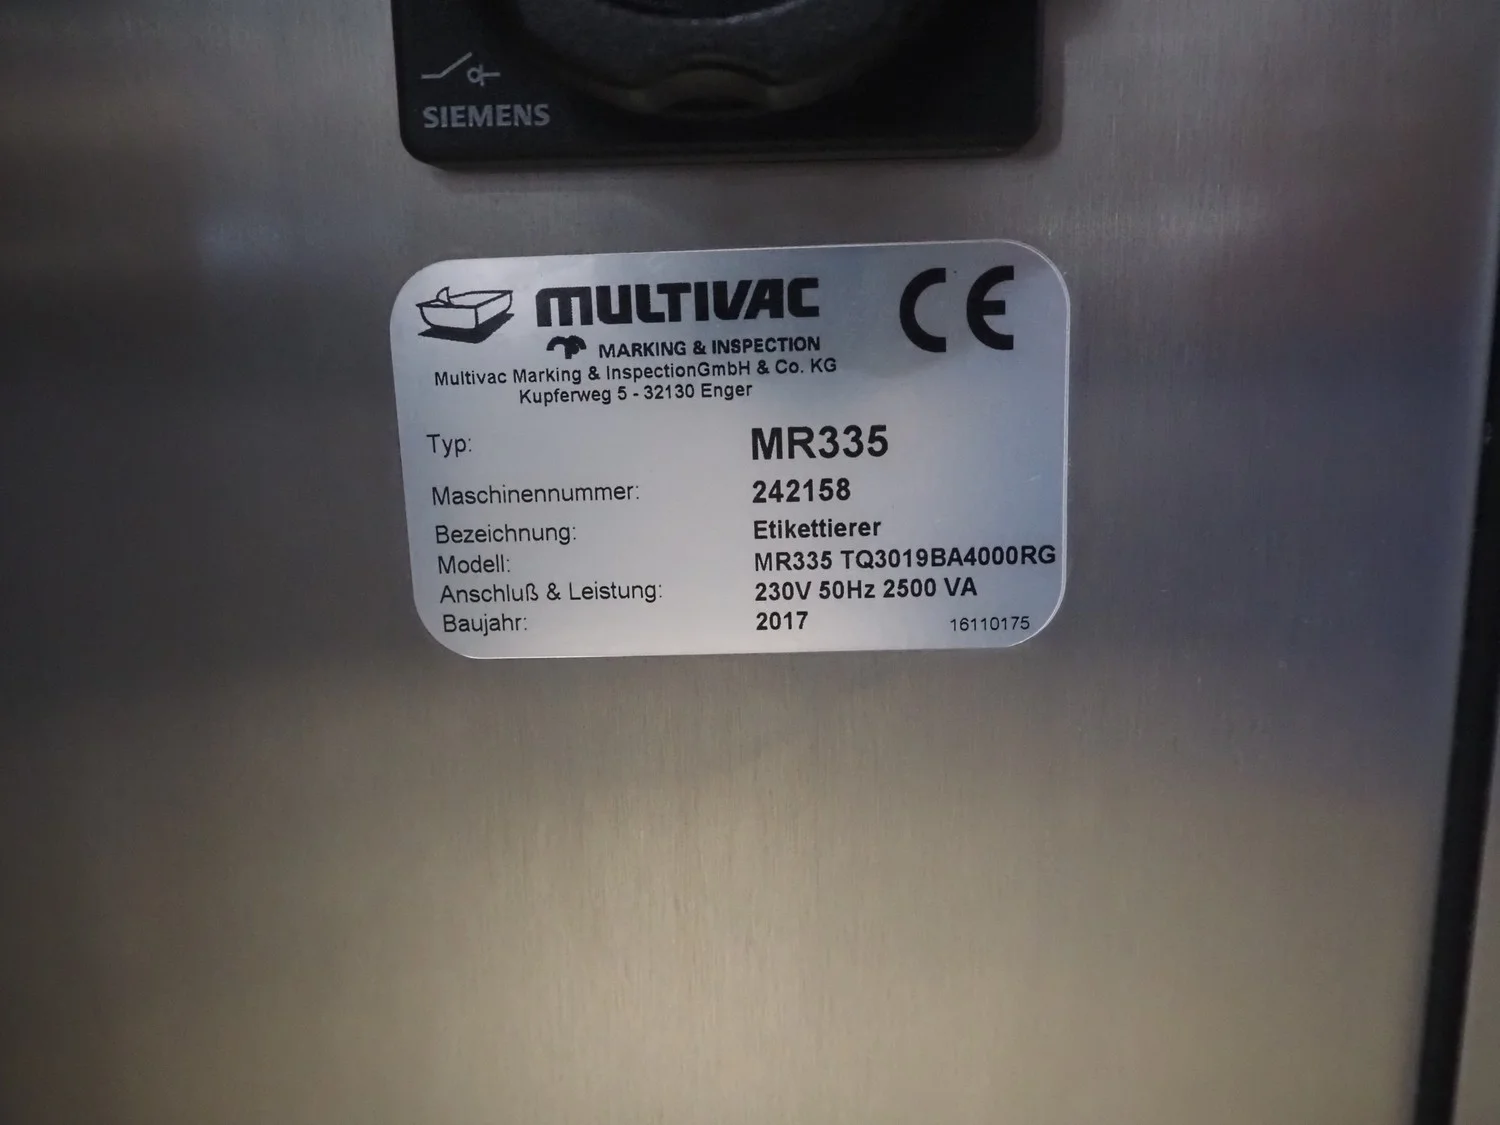 SIEMENS
MULTIVAC
CE
MARKING & INSPECTION
Multivac Marking & InspectionGmbH & Co. KG
Kupferweg 5 - 32130 Enger
Typ: MR335
Maschinennummer: 242158
Bezeichnung: Etikettierer
Modell: MR335 TQ3019BA4000RG
Anschluß & Leistung: 230V 50Hz 2500 VA
Baujahr: 2017 16110175